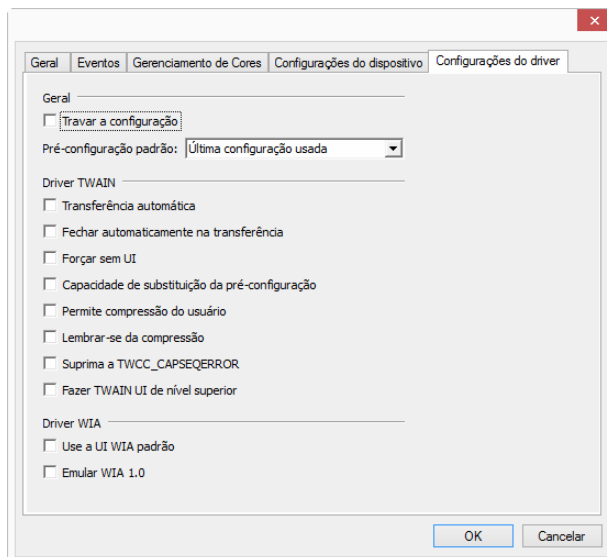 Geral Eventos Gerenciamento de Cores Configurações do dispositivo Configurações do driver
Geral
Travar a configuração
Pré-configuração padrão: Última configuração usada
Driver TWAIN
Transferência automática
Fechar automaticamente na transferência
Forçar sem UI
Capacidade de substituição da pré-configuração
Permite compressão do usuário
Lembrar-se da compressão
Suprima a TWCC_CAPSEQERROR
Fazer TWAIN UI de nível superior
Driver WIA
Use a UI WIA padrão
Emular WIA 1.0
OK Cancelar